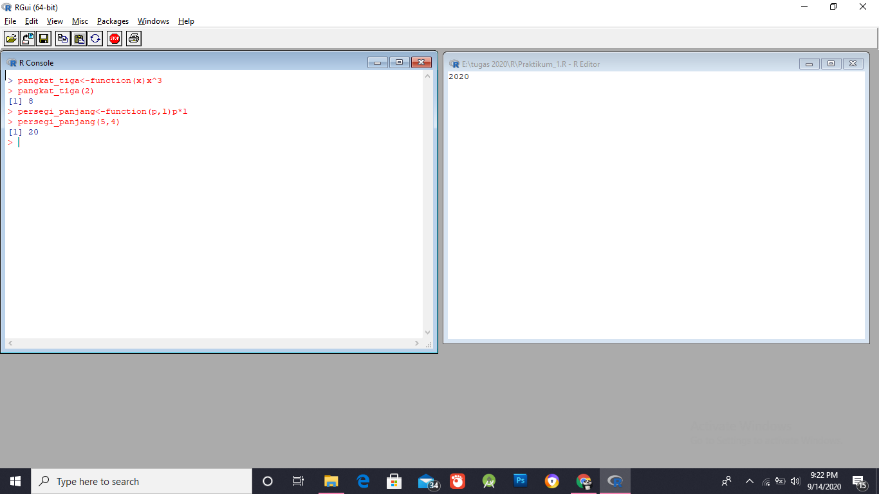 RGui (64-bit)
File Edit View Misc Packages Windows Help
STOP
R Console
> pangkat_tiga<-function(x)x^3
> pangkat_tiga(2)
[1] 8
> persegi_panjang<-function(p,l)p*l
> persegi_panjang(5,4)
[1] 20
>
E:\tugas 2020\R\Praktikum_1.R - R Editor
2020
Type here to search
34
Ps
9:22 PM
9/14/2020
15